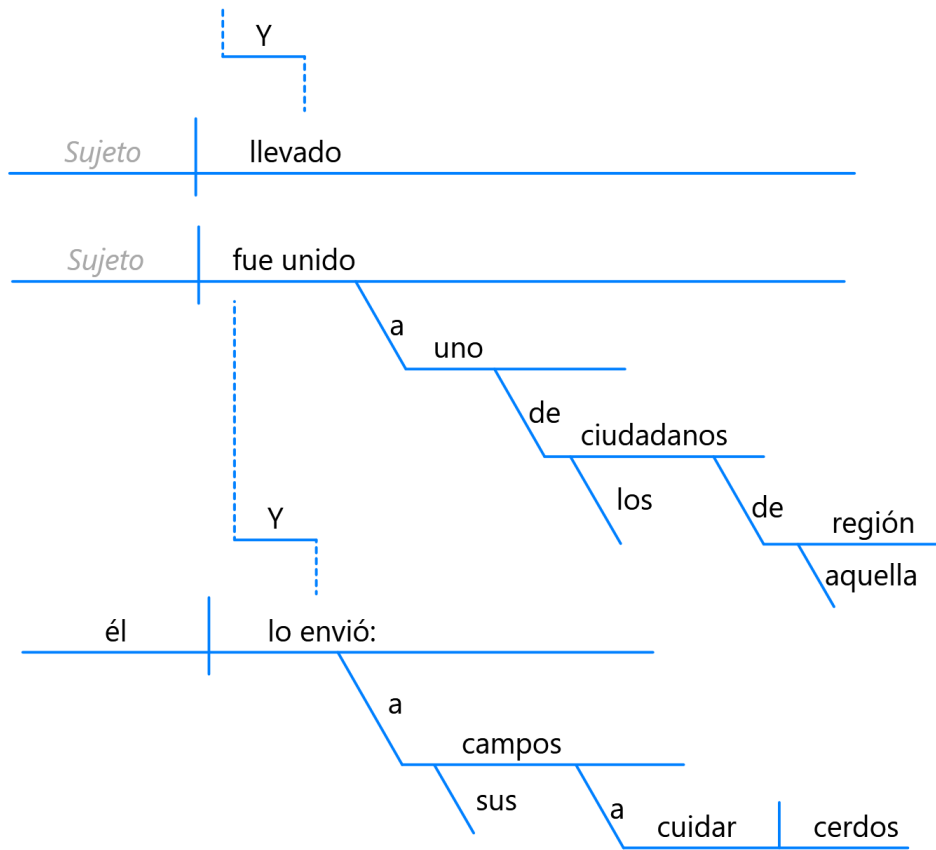 Y
Sujeto llevado
Sujeto fue unido
a
uno
de
ciudadanos
los
de
región
aquella
Y
él lo envió:
a
campos
sus
a
cuidar cerdos